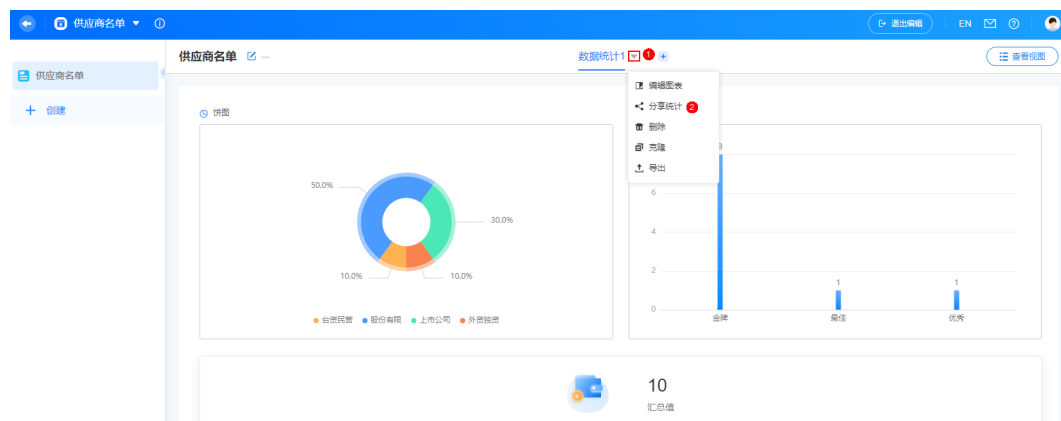 供应商名单
退出编辑
EN
供应商名单
数据统计1
1
查看视图
供应商名单
创建
编辑图表
分享统计 2
删除
克隆
导出
饼图
50.0%
30.0%
10.0%
10.0%
台资民营 股份有限 上市公司 外资独资
6
4
2
0
1
1
金牌 最佳 优秀
10
汇总值